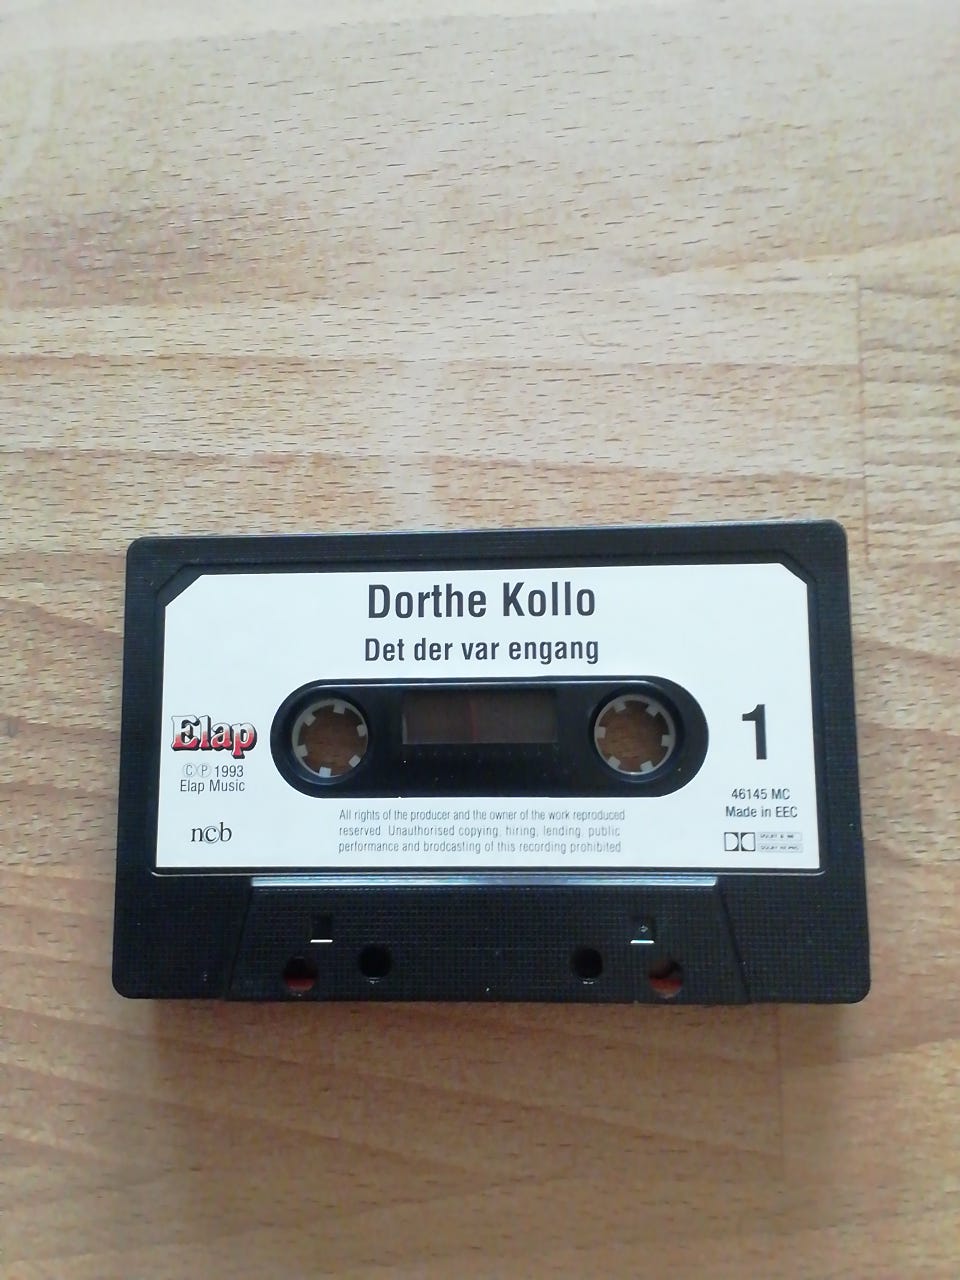 Dorthe Kollo
Det der var engang
Elap
ⒸⓅ 1993
Elap Music
ncb
1
46145 MC
Made in EEC
All rights of the producer and the owner of the work reproduced
reserved. Unauthorised copying, hiring, lending, public
performance and brodcasting of this recording prohibited